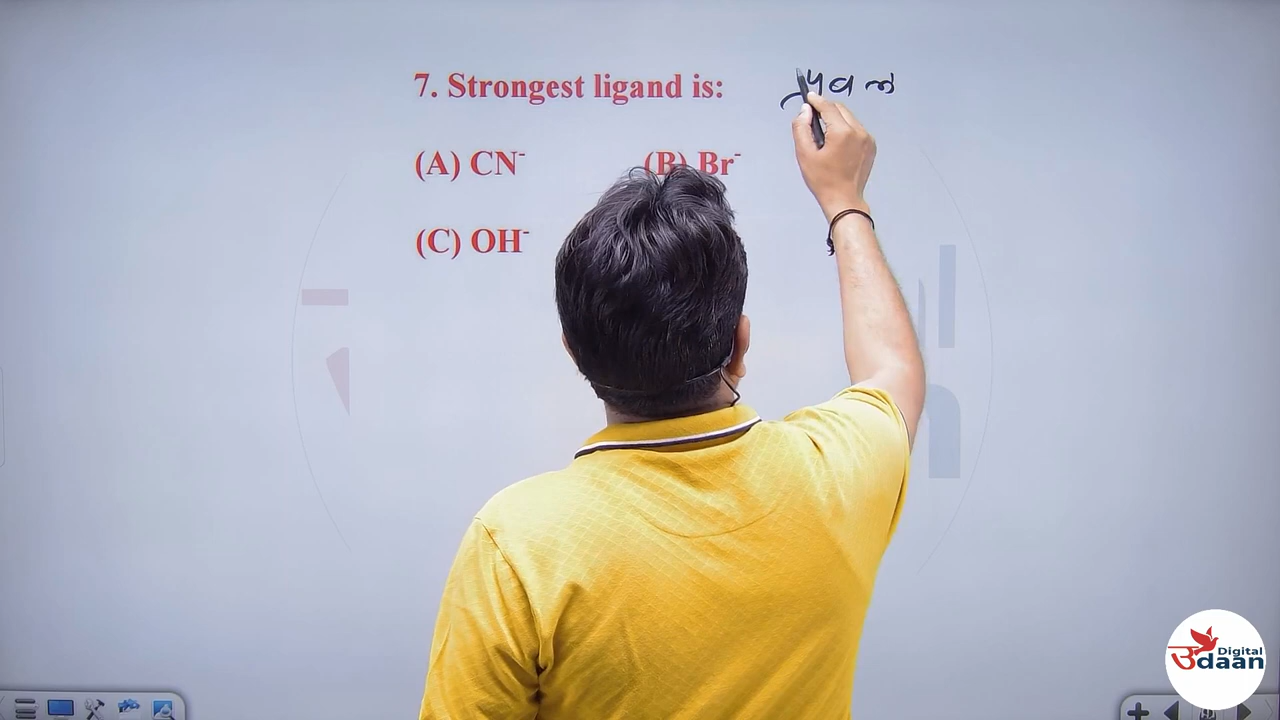 7. Strongest ligand is:
(A) CN⁻ (B) Br⁻
(C) OH⁻
Digital
उdaan